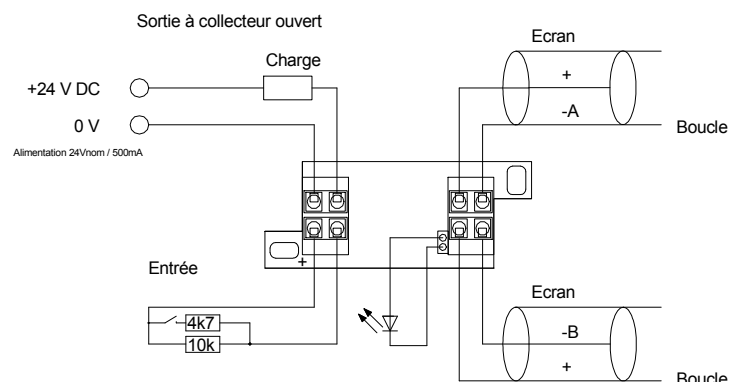 Sortie à collecteur ouvert
Ecran
Charge
+
+24 V DC
-A
0 V
Boucle
Alimentation 24Vnom / 500mA
+
Entrée
Ecran
4k7
-B
10k
+
Boucle